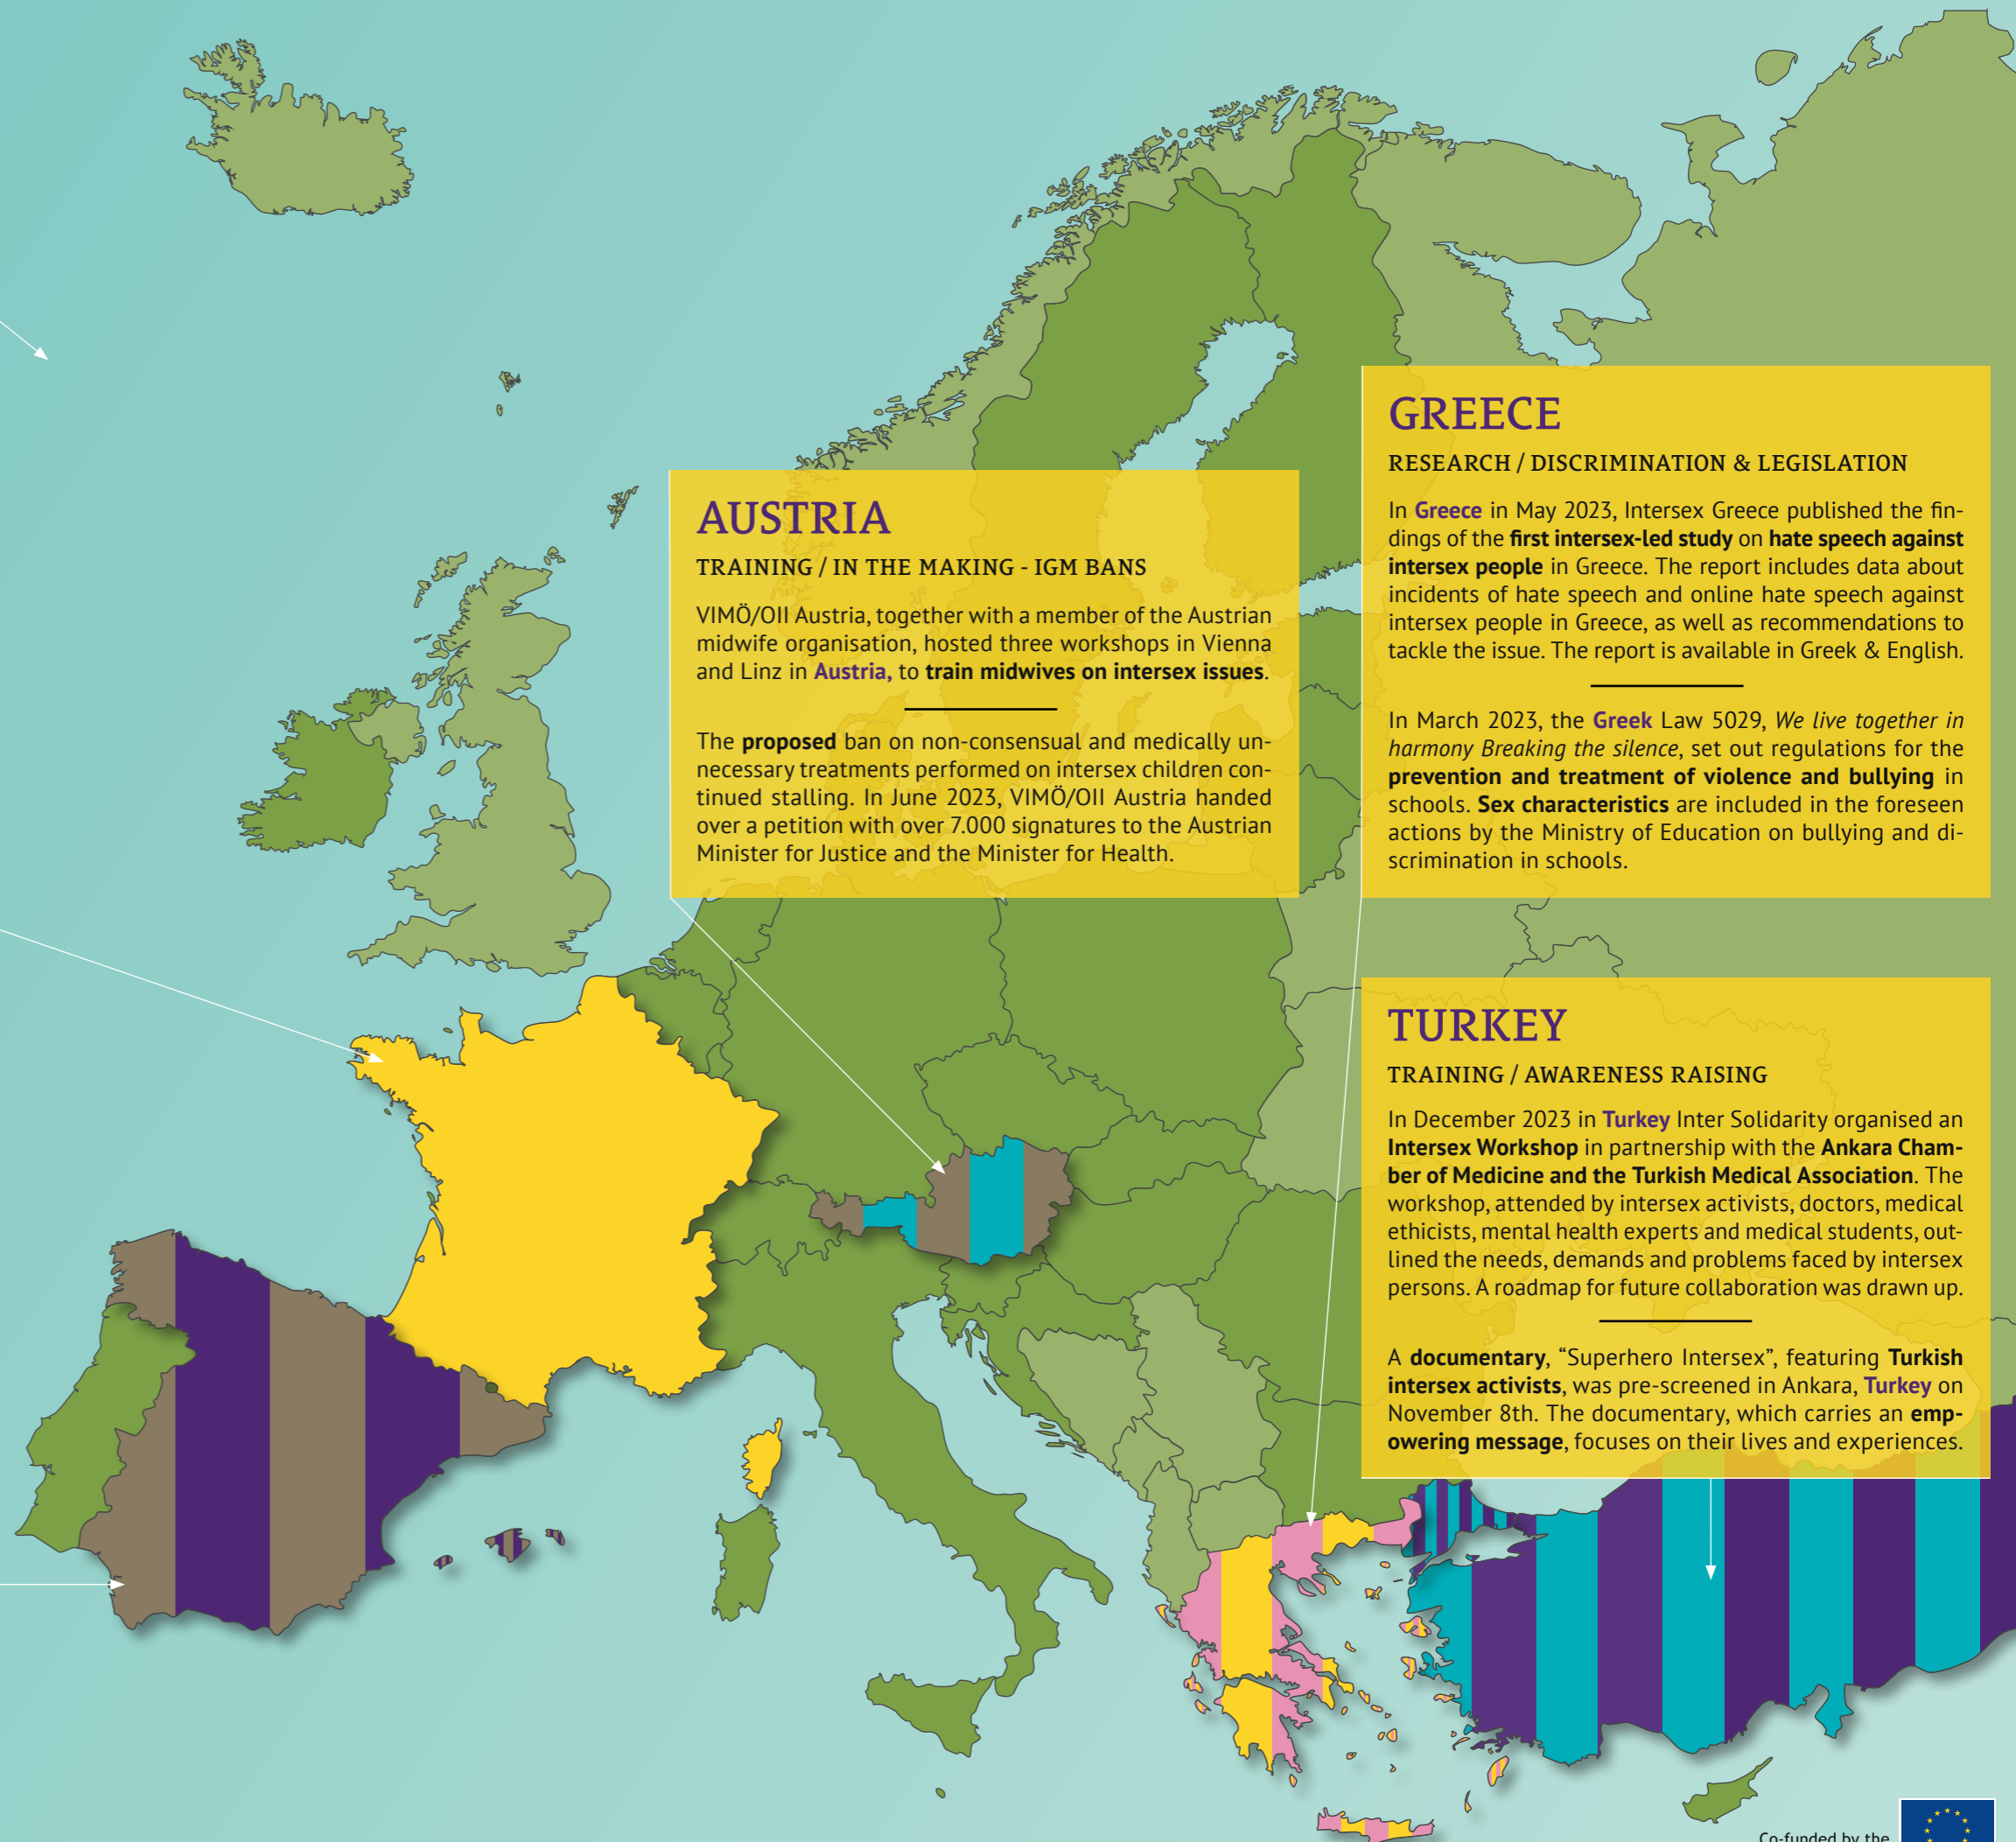 AUSTRIA
TRAINING / IN THE MAKING - IGM BANS
VIMÖ/OII Austria, together with a member of the Austrian
midwife organisation, hosted three workshops in Vienna
and Linz in Austria, to train midwives on intersex issues.
The proposed ban on non-consensual and medically un-
necessary treatments performed on intersex children con-
tinued stalling. In June 2023, VIMÖ/OII Austria handed
over a petition with over 7.000 signatures to the Austrian
Minister for Justice and the Minister for Health.
GREECE
RESEARCH / DISCRIMINATION & LEGISLATION
In Greece in May 2023, Intersex Greece published the fin-
dings of the first intersex-led study on hate speech against
intersex people in Greece. The report includes data about
incidents of hate speech and online hate speech against
intersex people in Greece, as well as recommendations to
tackle the issue. The report is available in Greek & English.
In March 2023, the Greek Law 5029, We live together in
harmony Breaking the silence, set out regulations for the
prevention and treatment of violence and bullying in
schools. Sex characteristics are included in the foreseen
actions by the Ministry of Education on bullying and di-
scrimination in schools.
TURKEY
TRAINING / AWARENESS RAISING
In December 2023 in Turkey Inter Solidarity organised an
Intersex Workshop in partnership with the Ankara Cham-
ber of Medicine and the Turkish Medical Association. The
workshop, attended by intersex activists, doctors, medical
ethicists, mental health experts and medical students, out-
lined the needs, demands and problems faced by intersex
persons. A roadmap for future collaboration was drawn up.
A documentary, “Superhero Intersex”, featuring Turkish
intersex activists, was pre-screened in Ankara, Turkey on
November 8th. The documentary, which carries an emp-
owering message, focuses on their lives and experiences.
Co-funded by the